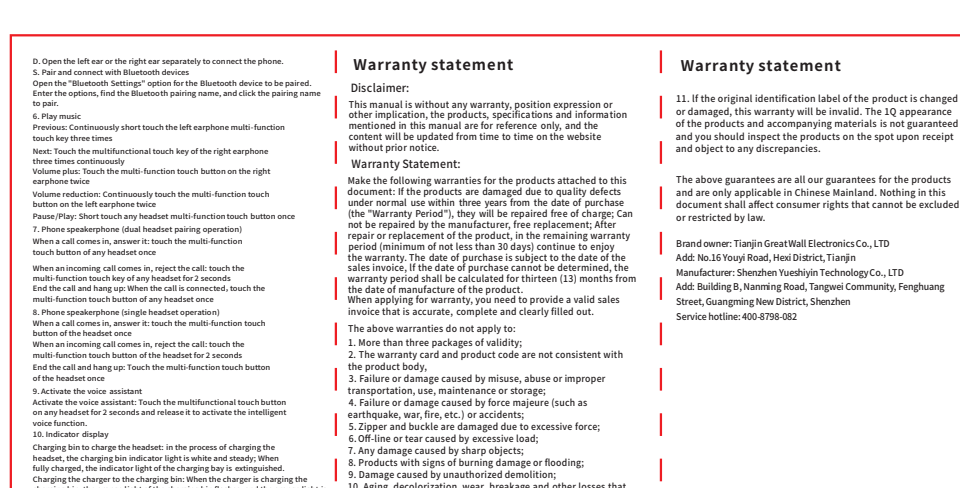 D. Open the left ear or the right ear separately to connect the phone.
S. Pair and connect with Bluetooth devices
Open the "Bluetooth Settings" option for the Bluetooth device to be paired.
Enter the options, find the Bluetooth pairing name, and click the pairing name
to pair.
6. Play music
Previous: Continuously short touch the left earphone multi-function
touch key three times
Next: Touch the multifunctional touch key of the right earphone
three times continuously
Volume plus: Touch the multi-function touch button on the right
earphone twice
Volume reduction: Continuously touch the multi-function touch
button on the left earphone twice
Pause/Play: Short touch any headset multi-function touch button once
7. Phone speakerphone (dual headset pairing operation)
When a call comes in, answer it: touch the multi-function
touch button of any headset once
When an incoming call comes in, reject the call: touch the
multi-function touch key of any headset for 2 seconds
End the call and hang up: When the call is connected, touch the
multi-function touch button of any headset once
8. Phone speakerphone (single headset operation)
When a call comes in, answer it: touch the multi-function touch
button of the headset once
When an incoming call comes in, reject the call: touch the
multi-function touch button of the headset for 2 seconds
End the call and hang up: Touch the multi-function touch button
of the headset once
9. Activate the voice assistant
Activate the voice assistant: Touch the multifunctional touch button
on any headset for 2 seconds and release it to activate the intelligent
voice function.
10. Indicator display
Charging bin to charge the headset: in the process of charging the
headset, the charging bin indicator light is white and steady; When
fully charged, the indicator light of the charging bay is extinguished.
Charging the charger to the charging bin: When the charger is charging the
Warranty statement
Disclaimer:
This manual is without any warranty, position expression or
other implication, the products, specifications and information
mentioned in this manual are for reference only, and the
content will be updated from time to time on the website
without prior notice.
Warranty Statement:
Make the following warranties for the products attached to this
document: If the products are damaged due to quality defects
under normal use within three years from the date of purchase
(the "Warranty Period"), they will be repaired free of charge; Can
not be repaired by the manufacturer, free replacement; After
repair or replacement of the product, in the remaining warranty
period (minimum of not less than 30 days) continue to enjoy
the warranty. The date of purchase is subject to the date of the
sales invoice, If the date of purchase cannot be determined, the
warranty period shall be calculated for thirteen (13) months from
the date of manufacture of the product.
When applying for warranty, you need to provide a valid sales
invoice that is accurate, complete and clearly filled out.
The above warranties do not apply to:
1. More than three packages of validity;
2. The warranty card and product code are not consistent with
the product body,
3. Failure or damage caused by misuse, abuse or improper
transportation, use, maintenance or storage;
4. Failure or damage caused by force majeure (such as
earthquake, war, fire, etc.) or accidents;
5. Zipper and buckle are damaged due to excessive force;
6. Off-line or tear caused by excessive load;
7. Any damage caused by sharp objects;
8. Products with signs of burning damage or flooding;
9. Damage caused by unauthorized demolition;
10. Aging, decolorization, wear, breakage and other losses that
Warranty statement
11. If the original identification label of the product is changed
or damaged, this warranty will be invalid. The 1Q appearance
of the products and accompanying materials is not guaranteed
and you should inspect the products on the spot upon receipt
and object to any discrepancies.
The above guarantees are all our guarantees for the products
and are only applicable in Chinese Mainland. Nothing in this
document shall affect consumer rights that cannot be excluded
or restricted by law.
Brand owner: Tianjin Great Wall Electronics Co., LTD
Add: No.16 Youyi Road, Hexi District, Tianjin
Manufacturer: Shenzhen Yueshiyin Technology Co., LTD
Add: Building B, Nanming Road, Tangwei Community, Fenghuang
Street, Guangming New District, Shenzhen
Service hotline: 400-8798-082